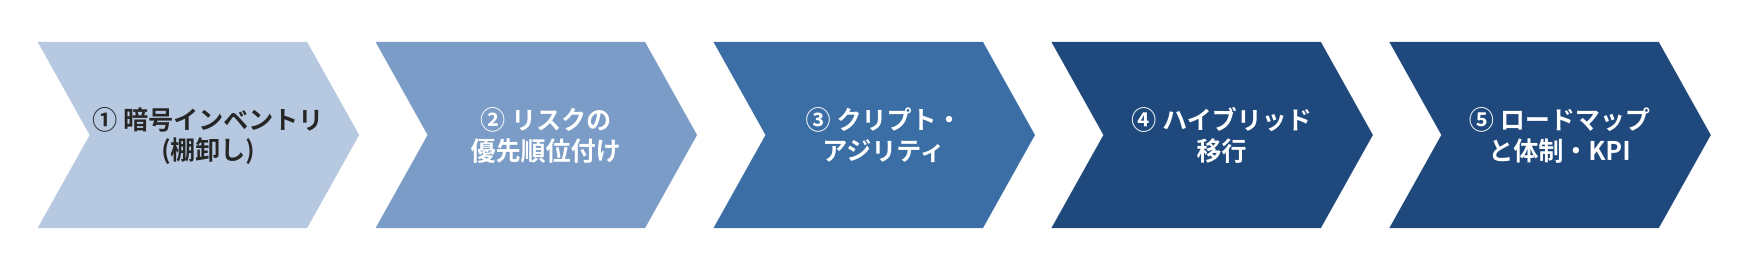 ① 暗号インベントリ
(棚卸し)
② リスクの
優先順位付け
③ クリプト・
アジリティ
④ ハイブリッド
移行
⑤ ロードマップ
と体制・KPI